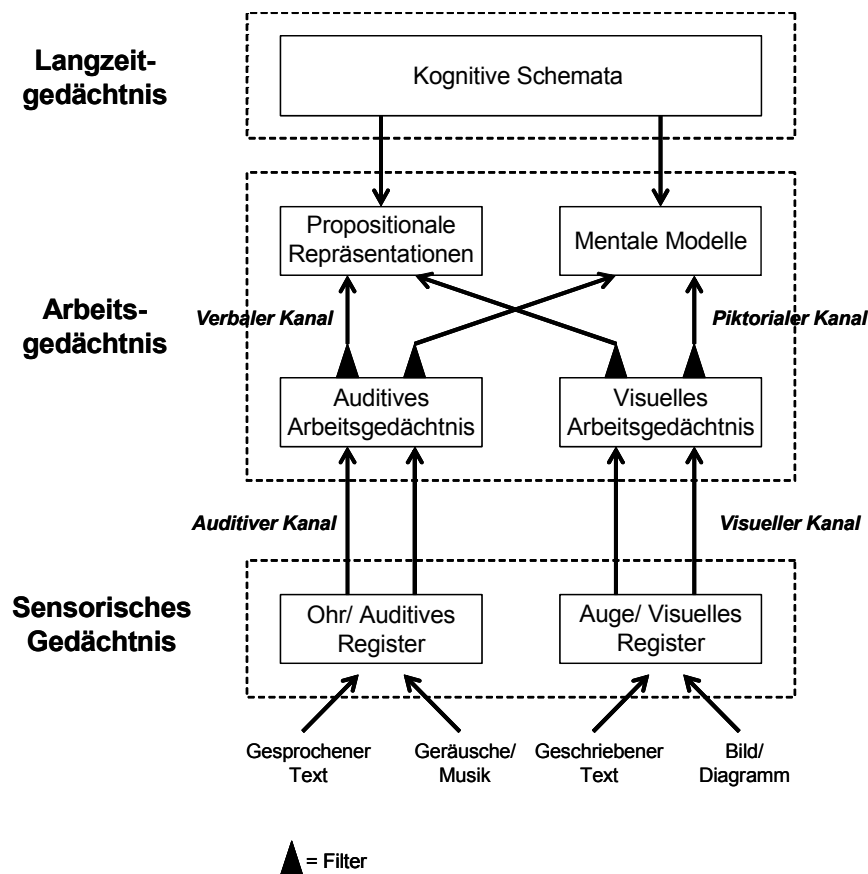 Langzeit-
gedächtnis
Kognitive Schemata
Propositionale
Repräsentationen
Mentale Modelle
Arbeits-
gedächtnis
Verbaler Kanal
Piktorialer Kanal
Auditives
Arbeitsgedächtnis
Visuelles
Arbeitsgedächtnis
Auditiver Kanal
Visueller Kanal
Sensorisches
Gedächtnis
Ohr/ Auditives
Register
Auge/ Visuelles
Register
Gesprochener
Text
Geräusche/
Musik
Geschriebener
Text
Bild/
Diagramm
= Filter